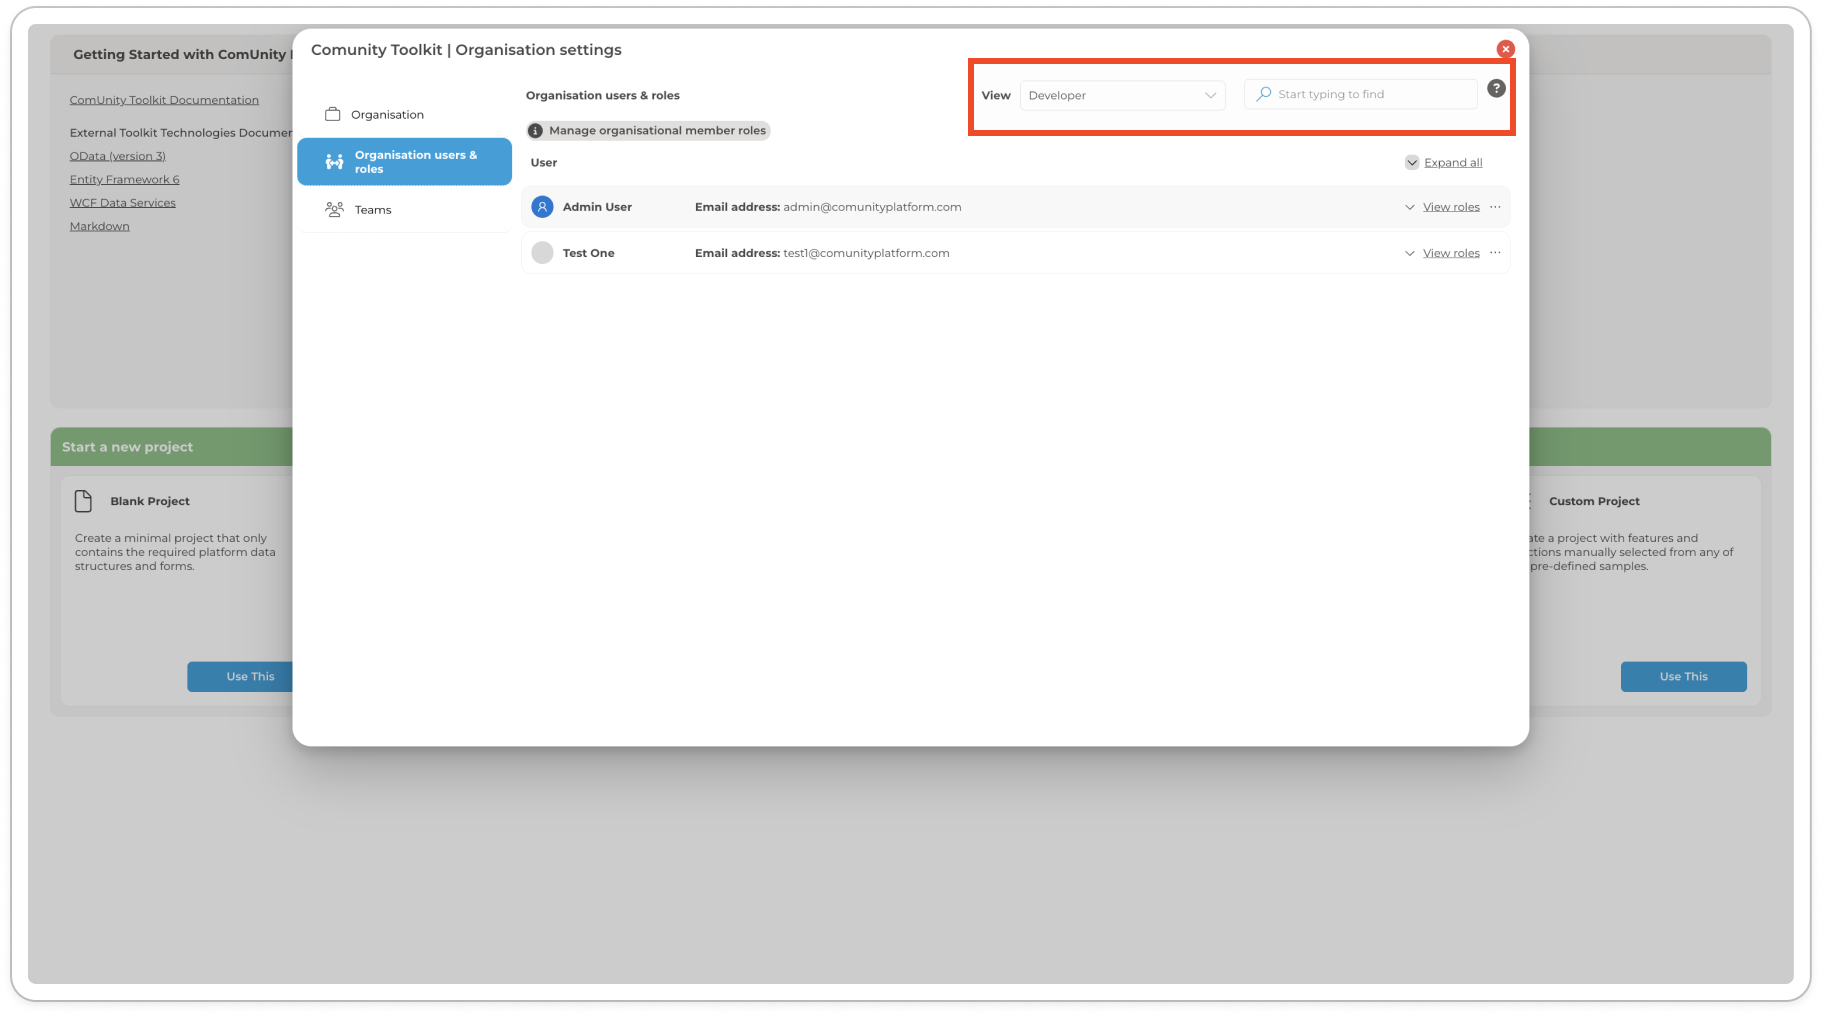 Getting Started with ComUnity
ComUnity Toolkit Documentation
External Toolkit Technologies
OData (version 3)
Entity Framework 6
WCF Data Services
Markdown
Comunity Toolkit | Organisation settings
Organisation
Organisation users &
roles
Teams
Organisation users & roles
View
Developer
Start typing to find
?
Manage organisational member roles
User
Expand all
Admin User
Email address: admin@comunityplatform.com
View roles
Test One
Email address: test1@comunityplatform.com
View roles
Start a new project
Blank Project
Create a minimal project that only
contains the required platform data
structures and forms.
Use This
Custom Project
a project with features and
manually selected from any of
pre-defined samples.
Use This